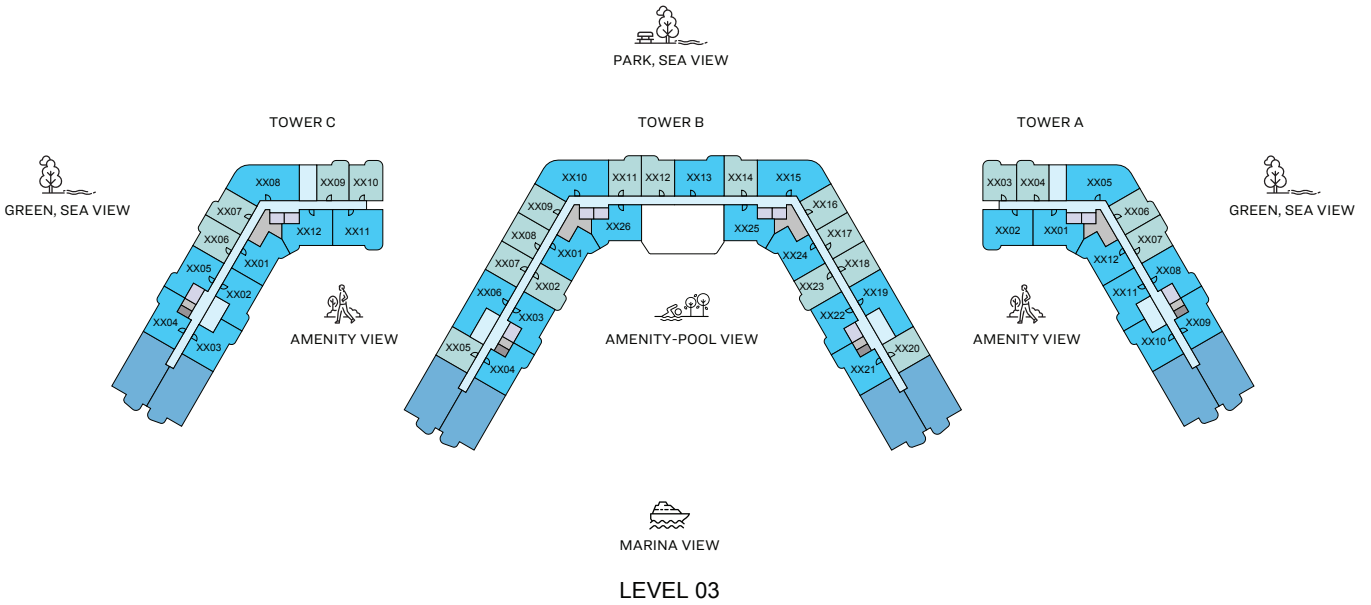 PARK, SEA VIEW
TOWER C
TOWER B
TOWER A
GREEN, SEA VIEW
GREEN, SEA VIEW
XX08
XX09
XX10
XX07
XX06
XX12
XX11
XX05
XX01
XX02
XX04
XX03
XX10
XX11
XX12
XX13
XX14
XX15
XX09
XX26
XX25
XX16
XX08
XX01
XX24
XX17
XX07
XX02
XX23
XX18
XX06
XX03
XX22
XX19
XX05
XX04
XX21
XX20
XX03
XX04
XX05
XX02
XX01
XX06
XX07
XX12
XX08
XX11
XX09
XX10
AMENITY VIEW
AMENITY-POOL VIEW
AMENITY VIEW
MARINA VIEW
LEVEL 03